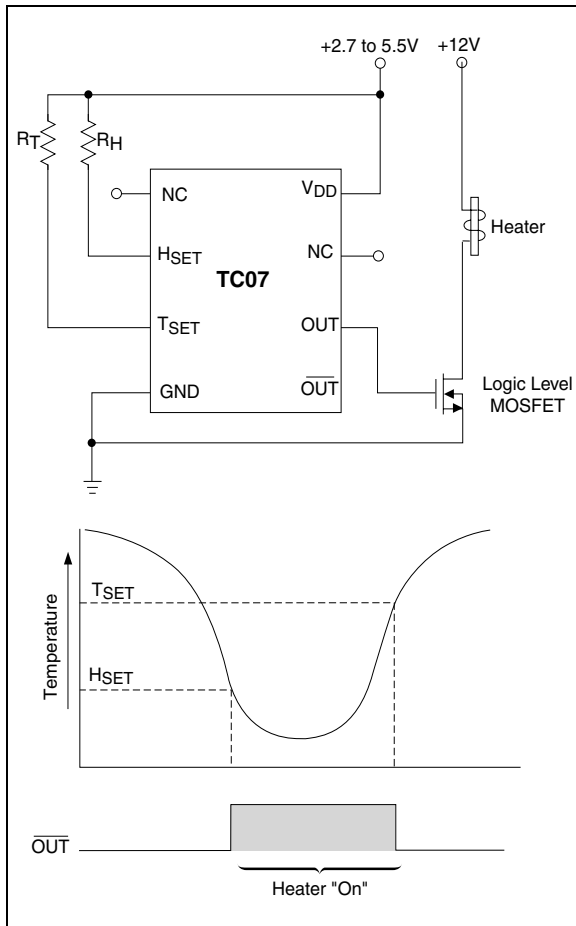 +2.7 to 5.5V
+12V
RT
RH
NC
VDD
HSET
NC
Heater
TC07
TSET
OUT
GND
OUT
Logic Level
MOSFET
Temperature
TSET
HSET
OUT
Heater "On"